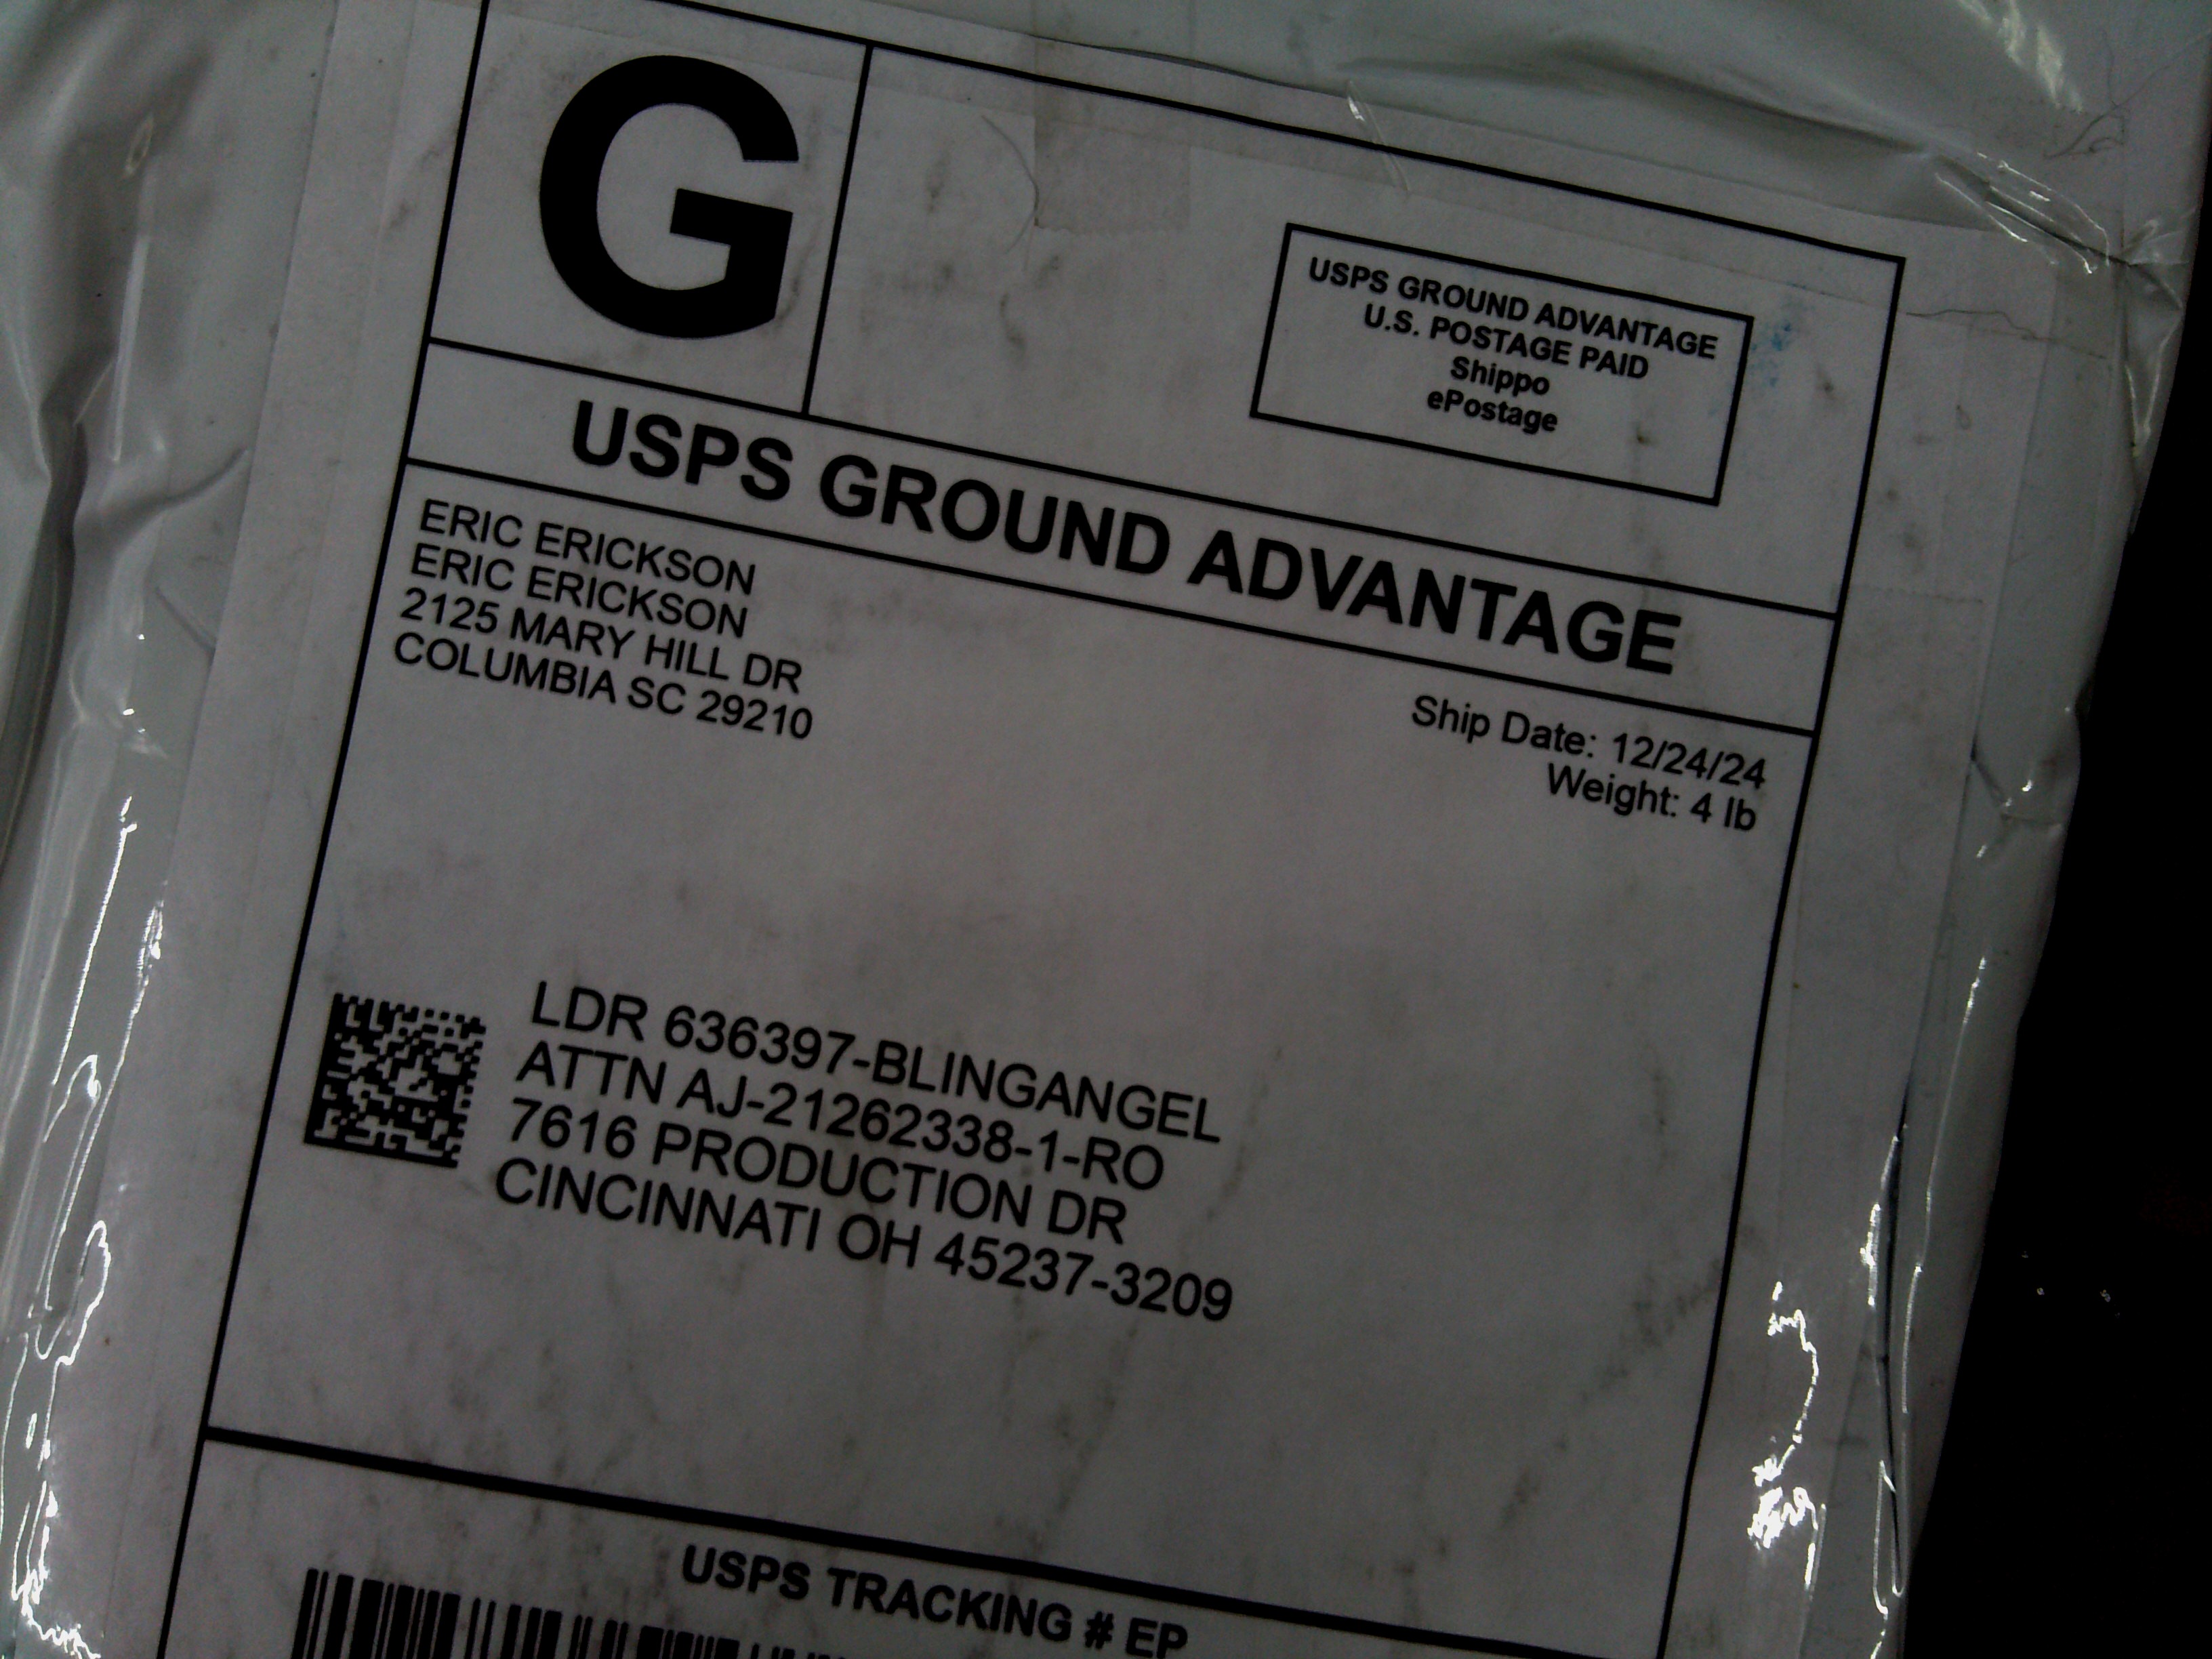 G
USPS GROUND ADVANTAGE
U.S. POSTAGE PAID
Shippo
ePostage
USPS GROUND ADVANTAGE
ERIC ERICKSON
ERIC ERICKSON
2125 MARY HILL DR
COLUMBIA SC 29210
Ship Date: 12/24/24
Weight: 4 lb
LDR 636397-BLINGANGEL
ATTN AJ-21262338-1-RO
7616 PRODUCTION DR
CINCINNATI OH 45237-3209
USPS TRACKING # EP